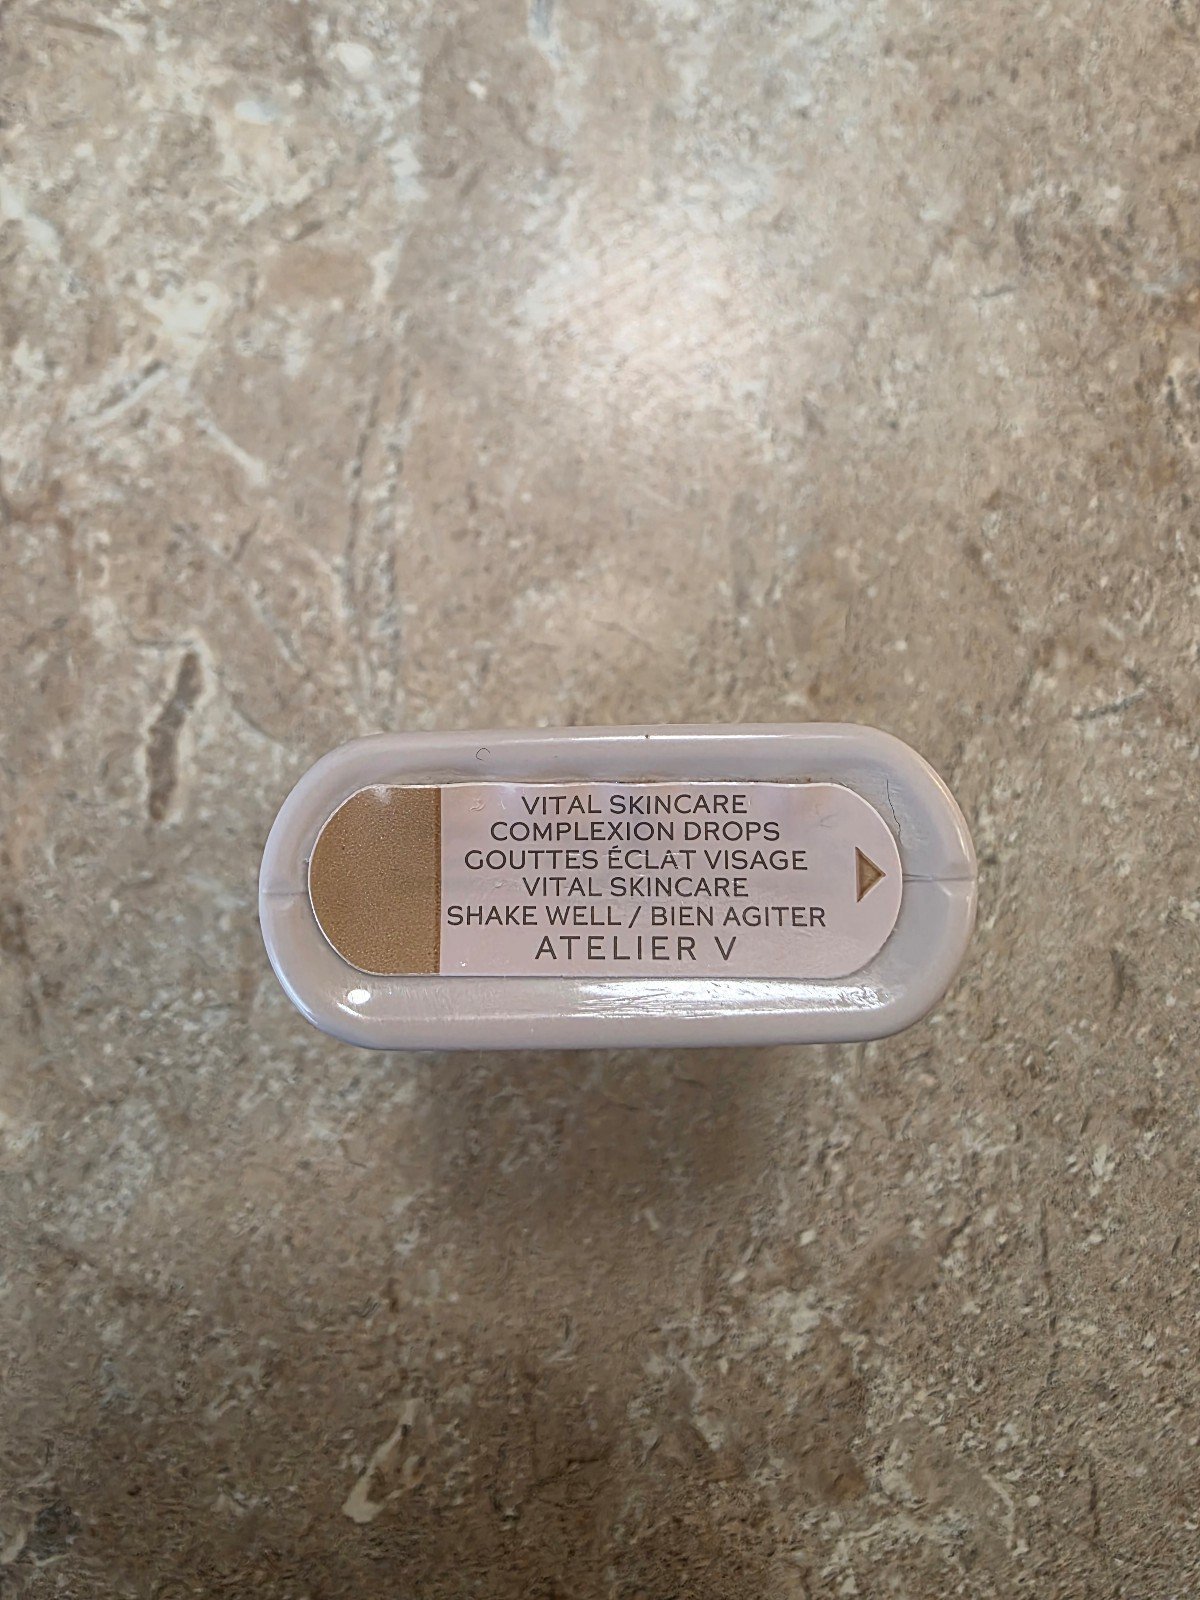 VITAL SKINCARE
COMPLEXION DROPS
GOUTTES ÉCLAT VISAGE
VITAL SKINCARE
SHAKE WELL / BIEN AGITER
ATELIER V